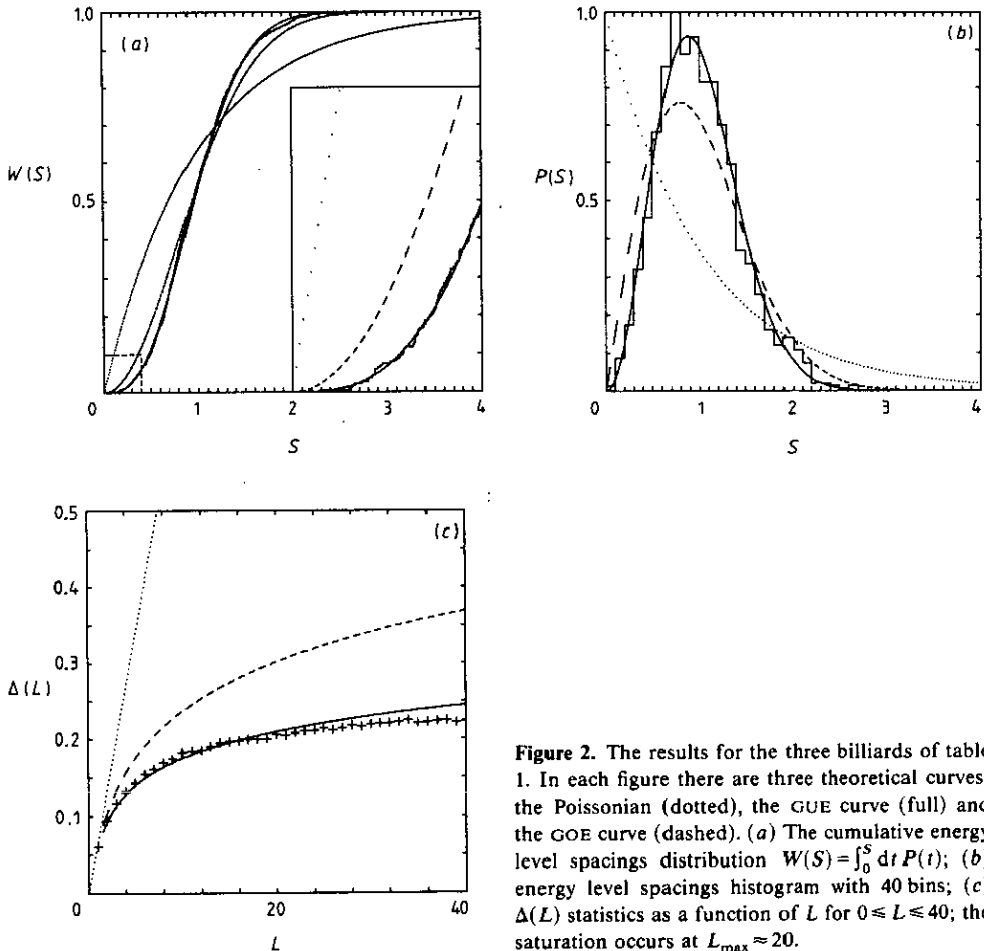 1.0
(a)
W(S)
0.5
0
1
2
3
4
S
1.0
(b)
P(S)
0.5
0
1
2
3
4
S
0.5
(c)
0.4
0.3
Δ(L)
0.2
0.1
0
20
40
L
Figure 2. The results for the three billiards of table
1. In each figure there are three theoretical curves
the Poissonian (dotted), the GUE curve (full) and
the GOE curve (dashed). (a) The cumulative energy
level spacings distribution W(S)=∫₀ˢ dt P(t); (b)
energy level spacings histogram with 40 bins; (c)
Δ(L) statistics as a function of L for 0≤L≤40; the
saturation occurs at Lmax≈20.